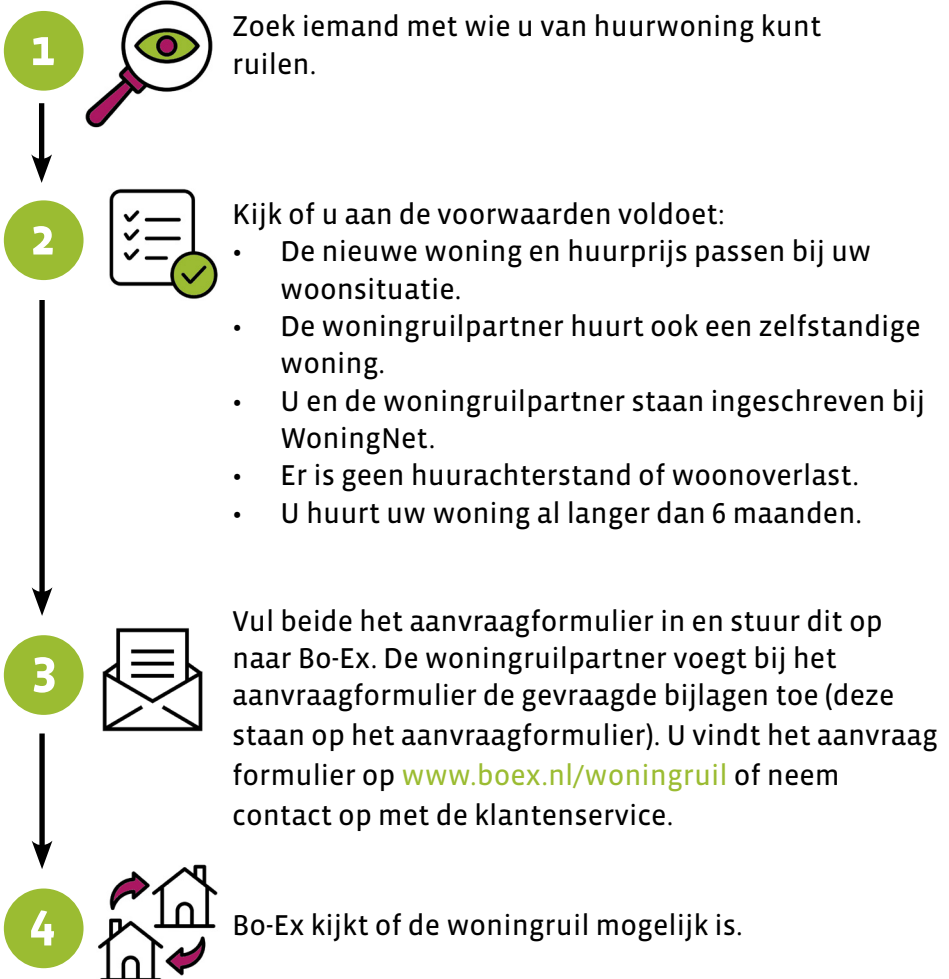 1
Zoek iemand met wie u van huurwoning kunt
ruilen.
2
Kijk of u aan de voorwaarden voldoet:
• De nieuwe woning en huurprijs passen bij uw
woonsituatie.
• De woningruilpartner huurt ook een zelfstandige
woning.
• U en de woningruilpartner staan ingeschreven bij
WoningNet.
• Er is geen huurachterstand of woonoverlast.
• U huurt uw woning al langer dan 6 maanden.
3
Vul beide het aanvraagformulier in en stuur dit op
naar Bo-Ex. De woningruilpartner voegt bij het
aanvraagformulier de gevraagde bijlagen toe (deze
staan op het aanvraagformulier). U vindt het aanvraag
formulier op www.boex.nl/woningruil of neem
contact op met de klantenservice.
4
Bo-Ex kijkt of de woningruil mogelijk is.